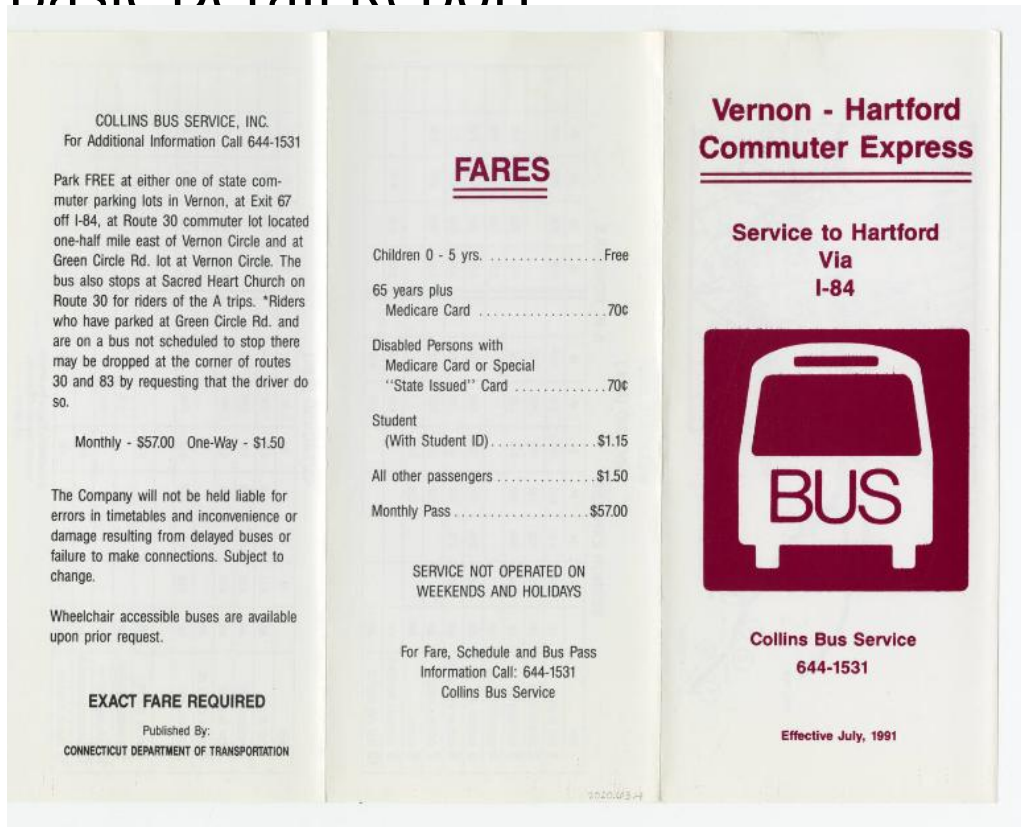 Basic Detail Report
COLLINS BUS SERVICE, INC.
For Additional Information Call 644-1531
Park FREE at either one of state com-
muter parking lots in Vernon, at Exit 67
off I-84, at Route 30 commuter lot located
one-half mile east of Vernon Circle and at
Green Circle Rd. lot at Vernon Circle. The
bus also stops at Sacred Heart Church on
Route 30 for riders of the A trips. *Riders
who have parked at Green Circle Rd. and
are on a bus not scheduled to stop there
may be dropped at the corner of routes
30 and 83 by requesting that the driver do
so.
Monthly - $57.00 One-Way - $1.50
The Company will not be held liable for
errors in timetables and inconvenience or
damage resulting from delayed buses or
failure to make connections. Subject to
change.
Wheelchair accessible buses are available
upon prior request.
EXACT FARE REQUIRED
Published By:
CONNECTICUT DEPARTMENT OF TRANSPORTATION
FARES
Children 0 - 5 yrs. ................Free
65 years plus
Medicare Card ..................70¢
Disabled Persons with
Medicare Card or Special
"State Issued" Card .............70¢
Student
(With Student ID)...............$1.15
All other passengers ..............$1.50
Monthly Pass....................$57.00
SERVICE NOT OPERATED ON
WEEKENDS AND HOLIDAYS
For Fare, Schedule and Bus Pass
Information Call: 644-1531
Collins Bus Service
Vernon - Hartford
Commuter Express
Service to Hartford
Via
I-84
BUS
Collins Bus Service
644-1531
Effective July, 1991